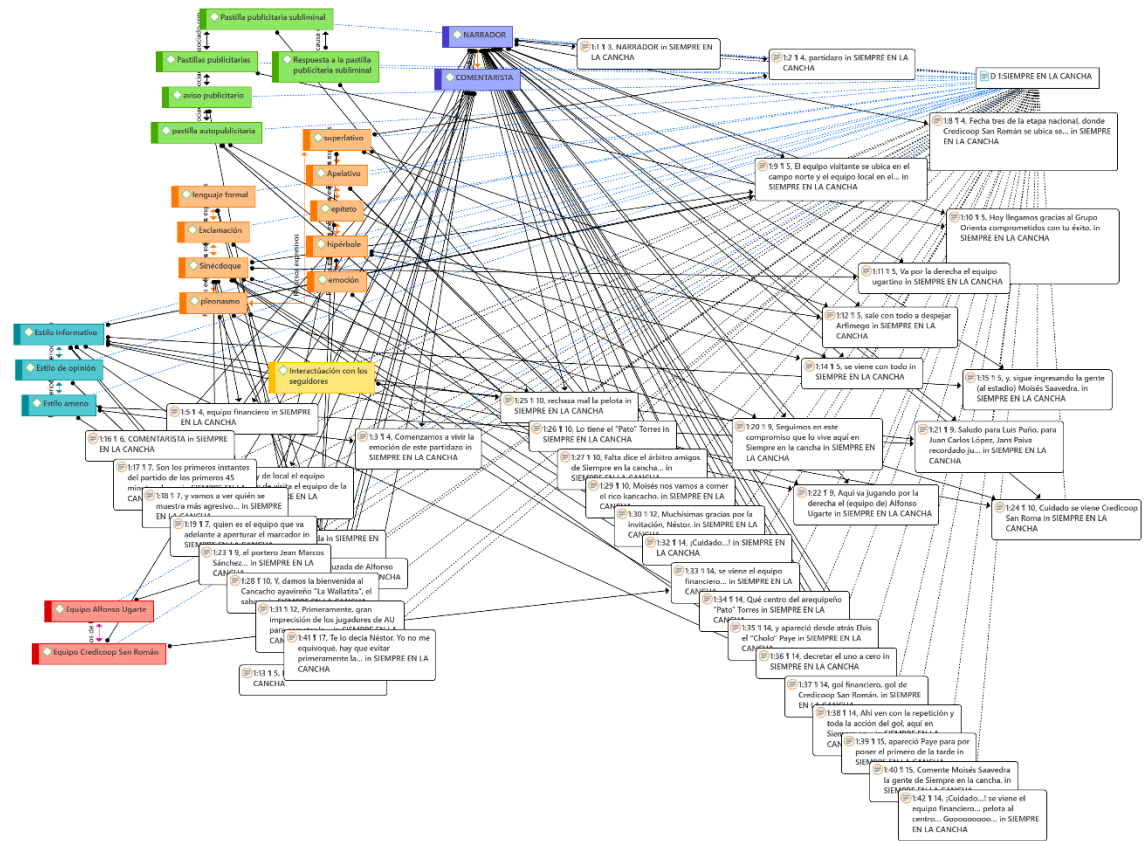 Pastilla publicitaria subliminal
Pastillas publicitarias
Respuesta a la pastilla
publicitaria subliminal
aviso publicitario
pastilla autopublicitaria
NARRADOR
COMENTARISTA
1:1 ¶ 3, NARRADOR in SIEMPRE EN
LA CANCHA
1:2 ¶ 4, partidazo in SIEMPRE EN LA
CANCHA
D 1:SIEMPRE EN LA CANCHA
1:8 ¶ 4, Fecha tres de la etapa nacional, donde
Credicoop San Román se ubica se... in SIEMPRE
EN LA CANCHA
superlativo
Apelativo
epíteto
hipérbole
emoción
lenguaje formal
Exclamación
Sinécdoque
pleonasmo
1:9 ¶ 5, El equipo visitante se ubica en el
campo norte y el equipo local en el... in
SIEMPRE EN LA CANCHA
1:10 ¶ 5, Hoy llegamos gracias al Grupo
Orienta comprometidos con tu éxito. in
SIEMPRE EN LA CANCHA
1:11 ¶ 5, Va por la derecha el equipo
ugartino in SIEMPRE EN LA CANCHA
1:12 ¶ 5, sale con todo a despejar
Arfimego in SIEMPRE EN LA
CANCHA
1:14 ¶ 5, se viene con todo in
SIEMPRE EN LA CANCHA
1:15 ¶ 5, y, sigue ingresando la gente
(al estadio) Moisés Saavedra. in
SIEMPRE EN LA CANCHA
Estilo informativo
Estilo de opinión
Estilo ameno
Interactúación con los
seguidores
1:5 ¶ 4, equipo financiero in SIEMPRE
EN LA CANCHA
1:3 ¶ 4, Comenzamos a vivir la
emoción de este partidazo in
SIEMPRE EN LA CANCHA
1:25 ¶ 10, rechaza mal la pelota in
SIEMPRE EN LA CANCHA
1:26 ¶ 10, Lo tiene el "Pato" Torres in
SIEMPRE EN LA CANCHA
1:27 ¶ 10, Falta dice el árbitro amigos
de Siempre en la cancha... in
SIEMPRE EN LA CANCHA
1:29 ¶ 10, Moisés nos vamos a comer
el rico kancacho. in SIEMPRE EN LA
CANCHA
1:30 ¶ 12, Muchísimas gracias por la
invitación, Néstor. in SIEMPRE EN LA
CANCHA
1:32 ¶ 14, ¡Cuidado...! in SIEMPRE EN
LA CANCHA
1:33 ¶ 14, se viene el equipo
financiero... in SIEMPRE EN LA
CANCHA
1:34 ¶ 14, Qué centro del arequipeño
"Pato" Torres in SIEMPRE EN LA
1:35 ¶ 14, y apareció desde atrás Elvis
el "Cholo" Paye in SIEMPRE EN LA
CANCHA
1:36 ¶ 14, decretar el uno a cero in
SIEMPRE EN LA CANCHA
1:37 ¶ 14, gol financiero, gol de
Credicoop San Román. in SIEMPRE
EN LA CANCHA
1:38 ¶ 14, Ahí ven con la repetición y
toda la acción del gol, aquí en
1:39 ¶ 15, apareció Paye para por
poner el primero de la tarde in
SIEMPRE EN LA CANCHA
1:40 ¶ 15, Comente Moisés Saavedra
la gente de Siempre en la cancha. in
SIEMPRE EN LA CANCHA
1:42 ¶ 14, ¡Cuidado...! se viene el
equipo financiero... pelota al
centro... Gooooooooo... in SIEMPRE
EN LA CANCHA
1:20 ¶ 9, Seguimos en este
compromiso que lo vive aquí en
Siempre en la cancha in SIEMPRE EN
LA CANCHA
1:21 ¶ 9, Saludo para Luis Puño, para
Juan Carlos López, Jans Paiva
recordado ju... in SIEMPRE EN LA
CANCHA
1:22 ¶ 9, Aquí va jugando por la
derecha el (equipo de) Alfonso
Ugarte in SIEMPRE EN LA CANCHA
1:24 ¶ 10, Cuidado se viene Credicoop
San Roma in SIEMPRE EN LA
CANCHA
1:16 ¶ 6, COMENTARISTA in SIEMPRE
EN LA CANCHA
1:17 ¶ 7, Son los primeros instantes
del partido de los primeros 45
1:18 ¶ 7, y vamos a ver quién se
muestra más agresivo... in SIEMPRE
EN LA CANCHA
1:19 ¶ 7, quien es el equipo que va
adelante a aperturar el marcador in
SIEMPRE EN LA CANCHA
1:23 ¶ 9, el portero Jean Marcos
Sánchez... in SIEMPRE EN LA
CANCHA
1:28 ¶ 10, Y, damos la bienvenida al
Cancacho ayavireño "La Wallatita", el
1:31 ¶ 12, Primeramente, gran
imprecisión de los jugadores de AU
1:41 ¶ 17, Te lo decía Néstor. Yo no me
equivoqué, hay que evitar
primeramente la... in SIEMPRE EN LA
CANCHA
1:13 ¶ 5,
CANCHA
Equipo Alfonso Ugarte
Equipo Credicoop San Román